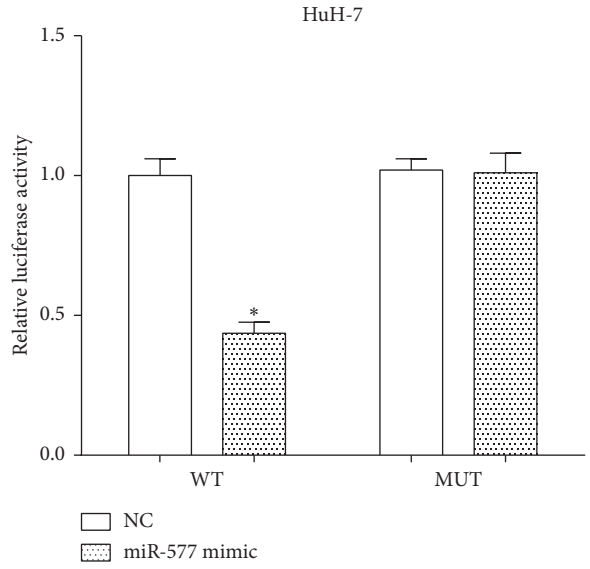 HuH-7
Relative luciferase activity
1.5
1.0
0.5
0.0
*
WT
MUT
NC
miR-577 mimic